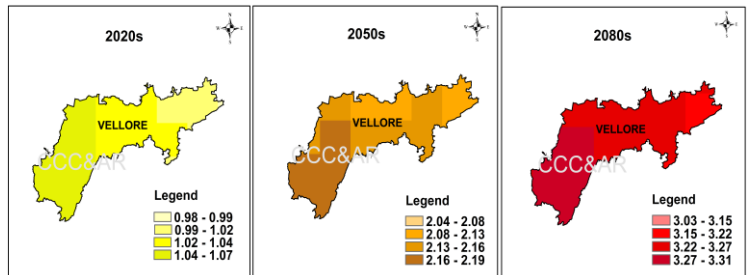 2020s
VELLORE
CCC&AR
Legend
0.98 - 0.99
0.99 - 1.02
1.02 - 1.04
1.04 - 1.07
2050s
VELLORE
CCC&AR
Legend
2.04 - 2.08
2.08 - 2.13
2.13 - 2.16
2.16 - 2.19
2080s
VELLORE
CCC&AR
Legend
3.03 - 3.15
3.15 - 3.22
3.22 - 3.27
3.27 - 3.31